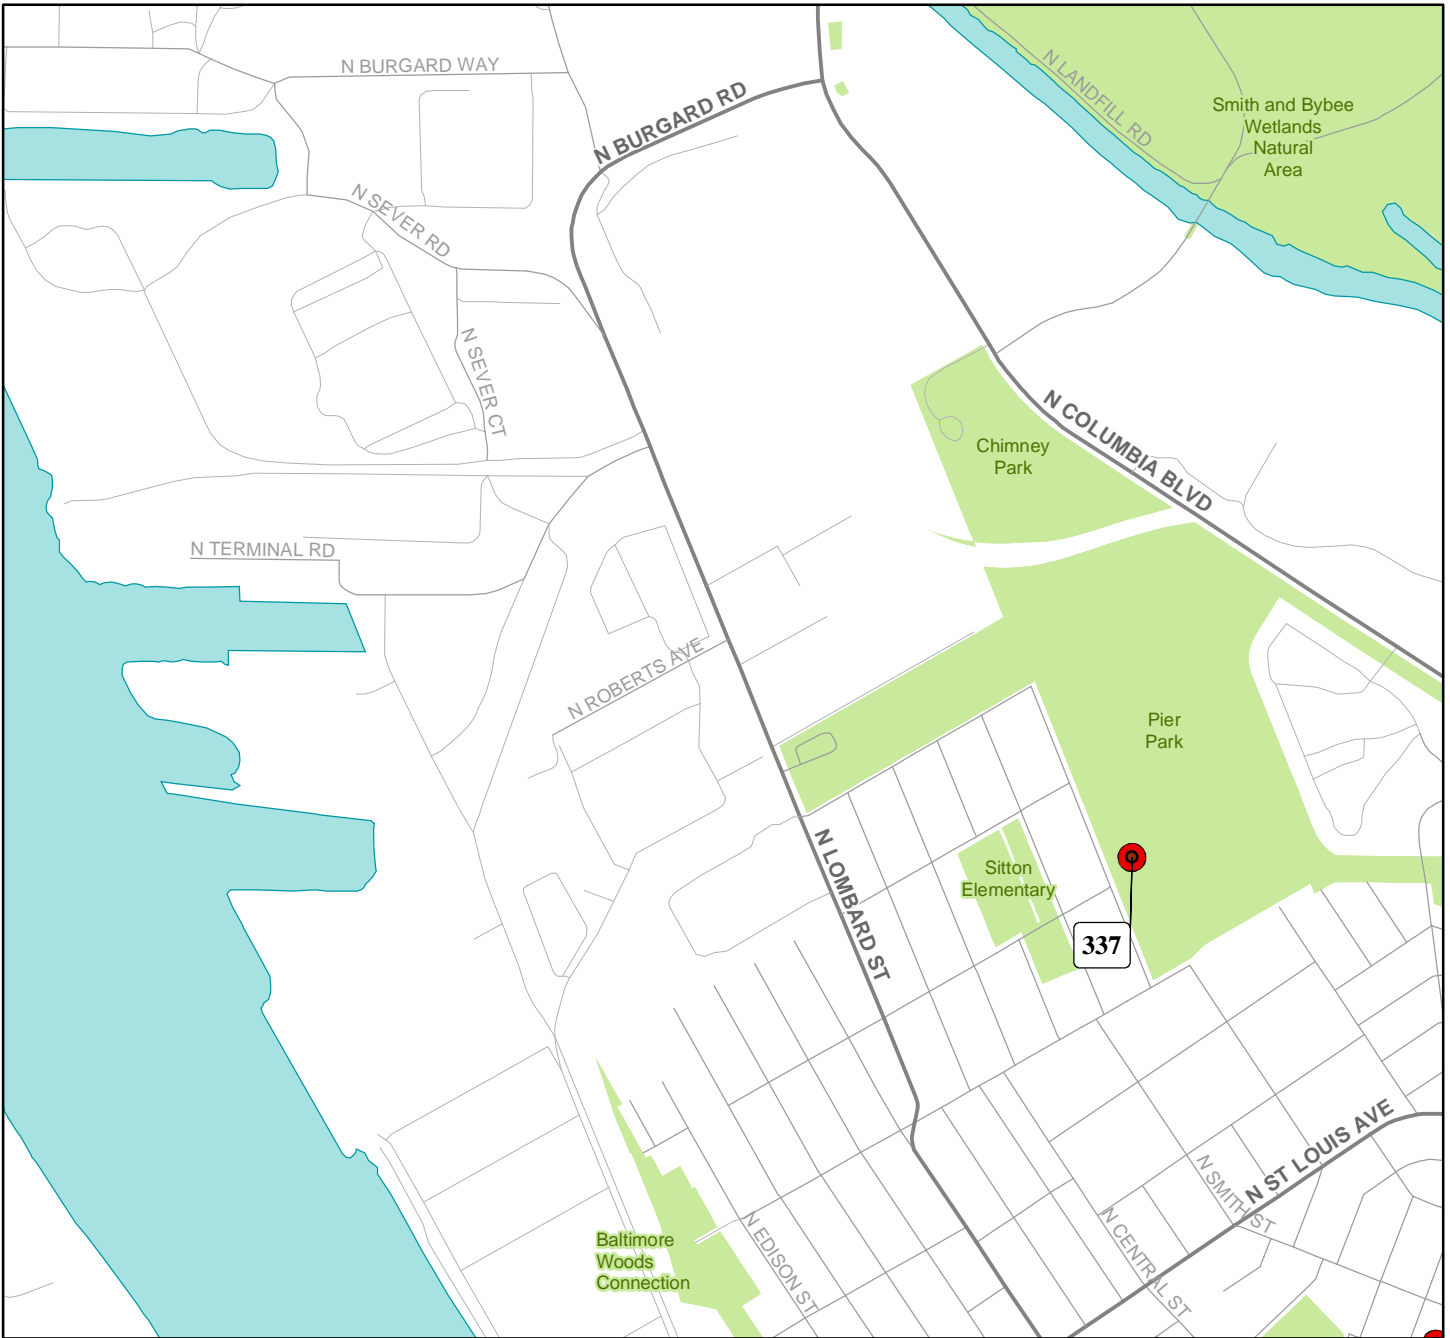 N BURGARD WAY
N BURGARD RD
N LANDFILL RD
Smith and Bybee
Wetlands
Natural
Area
N SEVER RD
N SEVER CT
N COLUMBIA BLVD
Chimney
Park
N TERMINAL RD
N ROBERTS AVE
Pier
Park
N LOMBARD ST
Sitton
Elementary
337
N ST LOUIS AVE
N SMITH ST
N CENTRAL ST
N EDISON ST
Baltimore
Woods
Connection